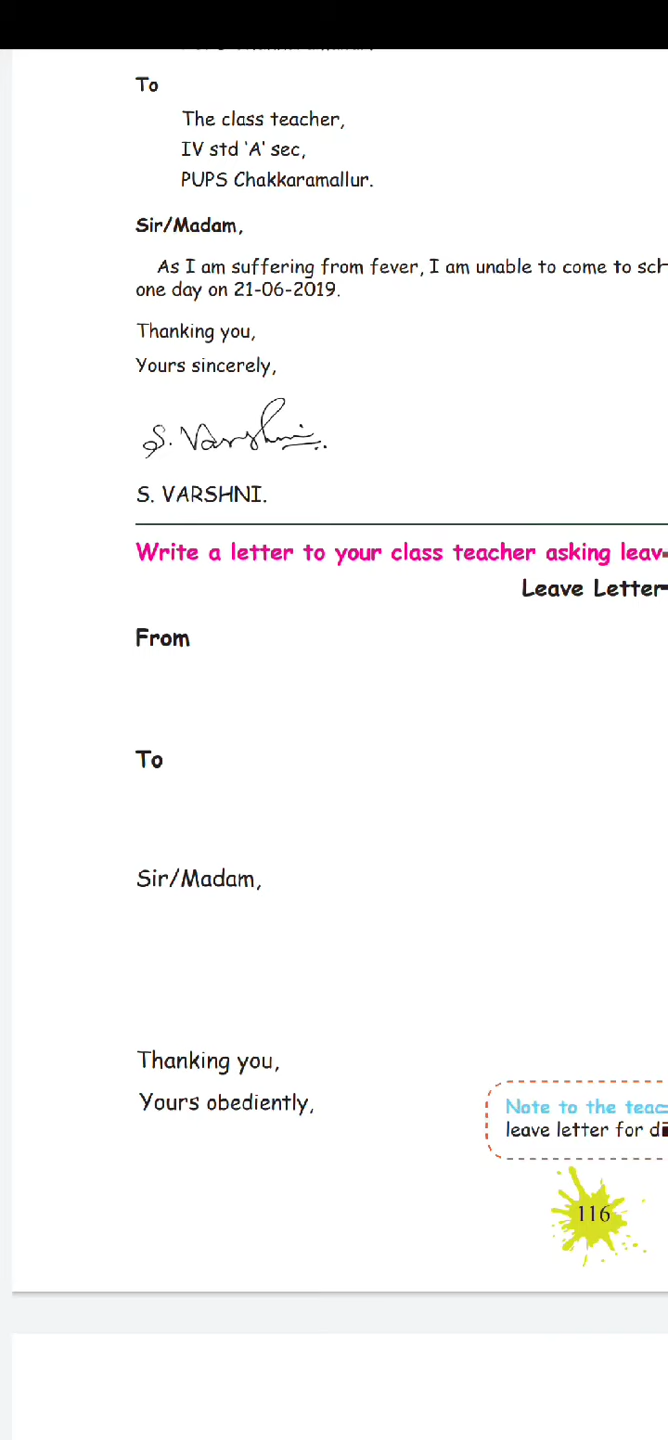 To
The class teacher,
IV std 'A' sec,
PUPS Chakkaramallur.
Sir/Madam,
As I am suffering from fever, I am unable to come to sch
one day on 21-06-2019.
Thanking you,
Yours sincerely,
S. Varshni.
S. VARSHNI.
Write a letter to your class teacher asking leav
Leave Letter
From
To
Sir/Madam,
Thanking you,
Yours obediently,
Note to the teac
leave letter for di
116